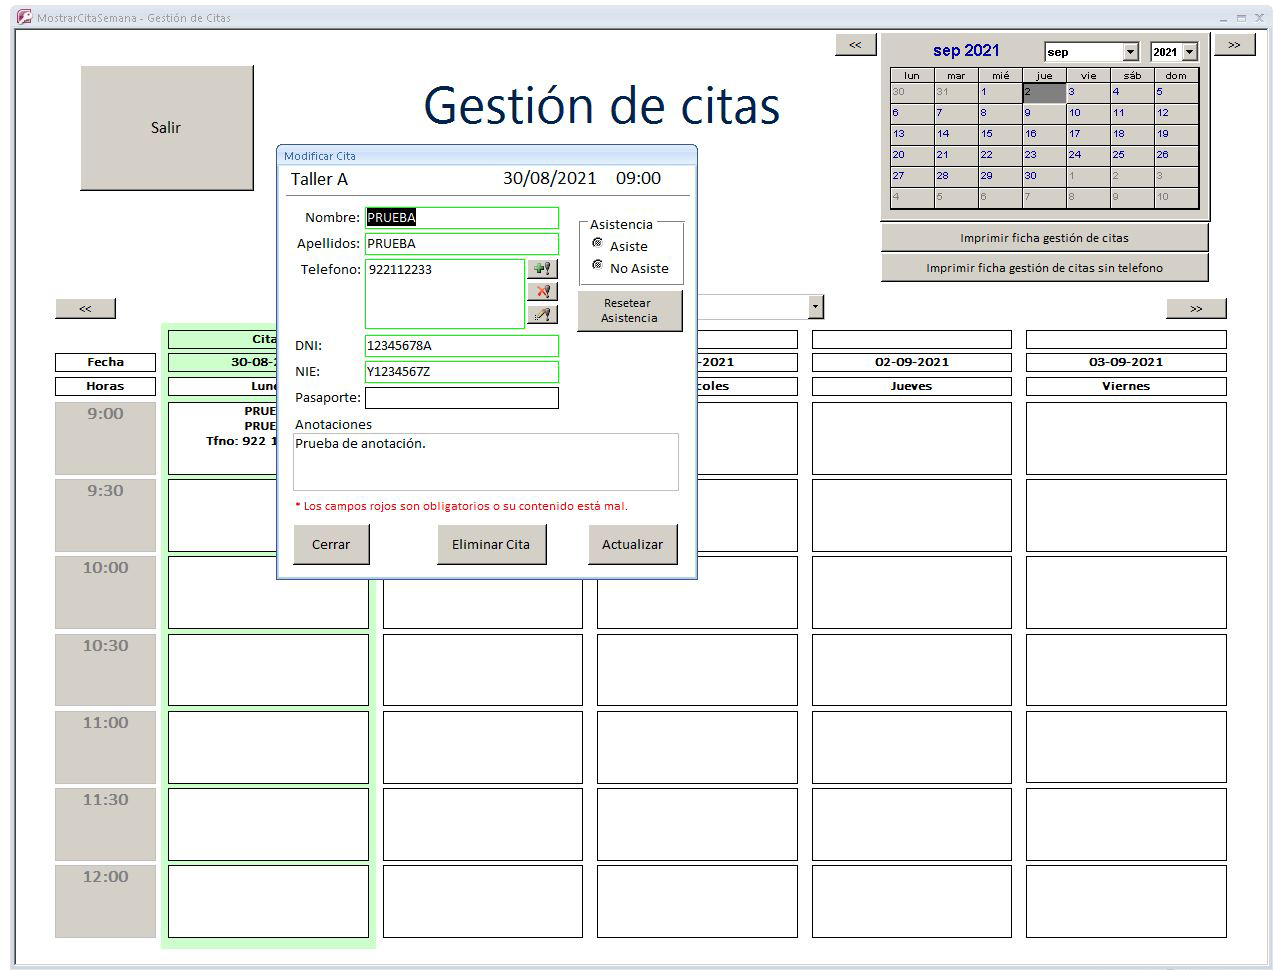 MostrarCitaSemana - Gestión de Citas
Salir
Gestión de citas
<<
sep 2021
sep
2021
>>
lun mar mié jue vie sáb dom
30 31 1 2 3 4 5
6 7 8 9 10 11 12
13 14 15 16 17 18 19
20 21 22 23 24 25 26
27 28 29 30 1 2 3
4 5 6 7 8 9 10
Imprimir ficha gestión de citas
Imprimir ficha gestión de citas sin telefono
Modificar Cita
Taller A 30/08/2021 09:00
Nombre: PRUEBA
Apellidos: PRUEBA
Telefono: 922112233
Asistencia
Asiste
No Asiste
Resetear
Asistencia
DNI: 12345678A
NIE: Y1234567Z
Pasaporte:
Anotaciones
Prueba de anotación.
* Los campos rojos son obligatorios o su contenido está mal.
Cerrar
Eliminar Cita
Actualizar
<<
>>
Cita
Fecha 30-08-2 -2021 02-09-2021 03-09-2021
Horas Lune coles Jueves Viernes
9:00
PRUE
PRUE
Tfno: 922 1
9:30
10:00
10:30
11:00
11:30
12:00